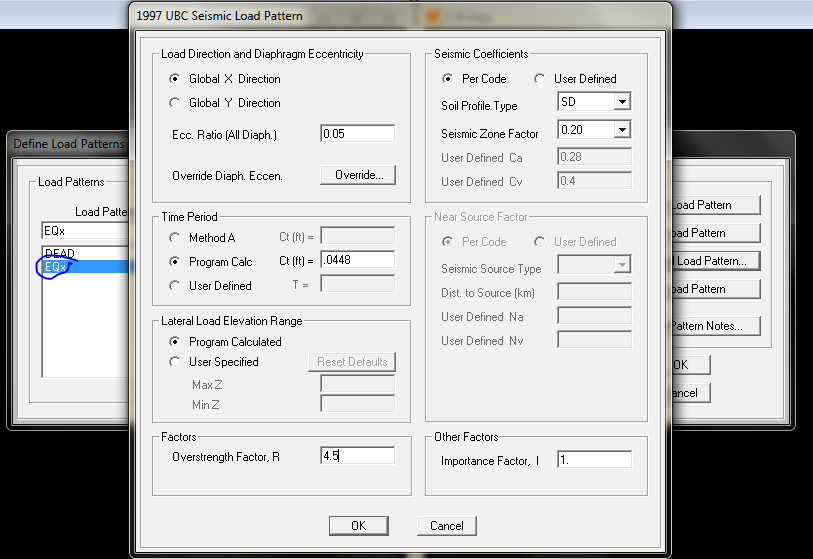 1997 UBC Seismic Load Pattern
Define Load Patterns
Load Patterns
Load Patte
EQx
DEAD
EQx
Load Direction and Diaphragm Eccentricity
Global X Direction
Global Y Direction
Ecc. Ratio (All Diaph.) 0.05
Override Diaph. Eccen. Override...
Time Period
Method A Ct (ft) =
Program Calc Ct (ft) = .0448
User Defined T =
Lateral Load Elevation Range
Program Calculated
User Specified Reset Defaults
Max Z
Min Z
Factors
Overstrength Factor, R 4.5
Seismic Coefficients
Per Code User Defined
Soil Profile Type SD
Seismic Zone Factor 0.20
User Defined Ca 0.28
User Defined Cv 0.4
Near Source Factor
Per Code User Defined
Seismic Source Type
Dist. to Source (km)
User Defined Na
User Defined Nv
Other Factors
Importance Factor, I 1.
OK Cancel
Load Pattern
oad Pattern
l Load Pattern...
oad Pattern
Pattern Notes...
OK
ancel